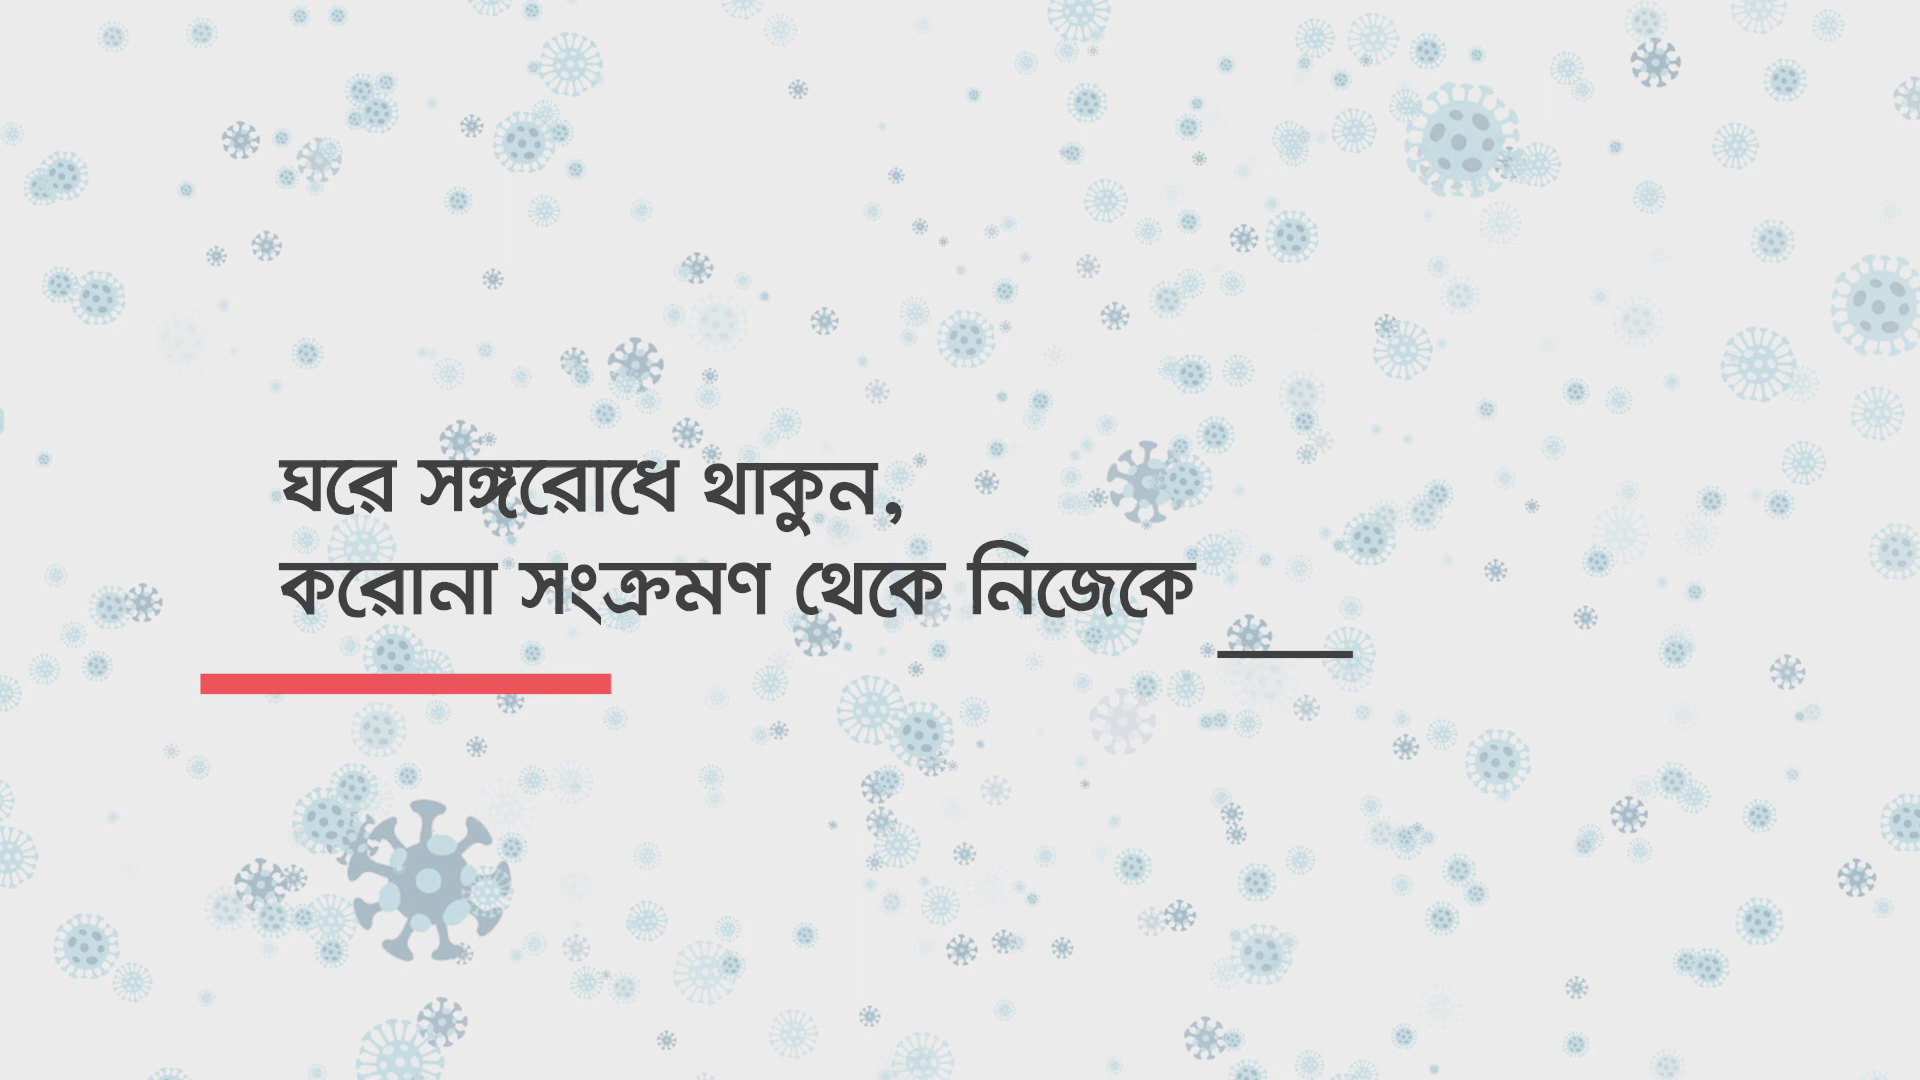 ঘরে সঙ্গরোধে থাকুন,
করোনা সংক্রমণ থেকে নিজেকে